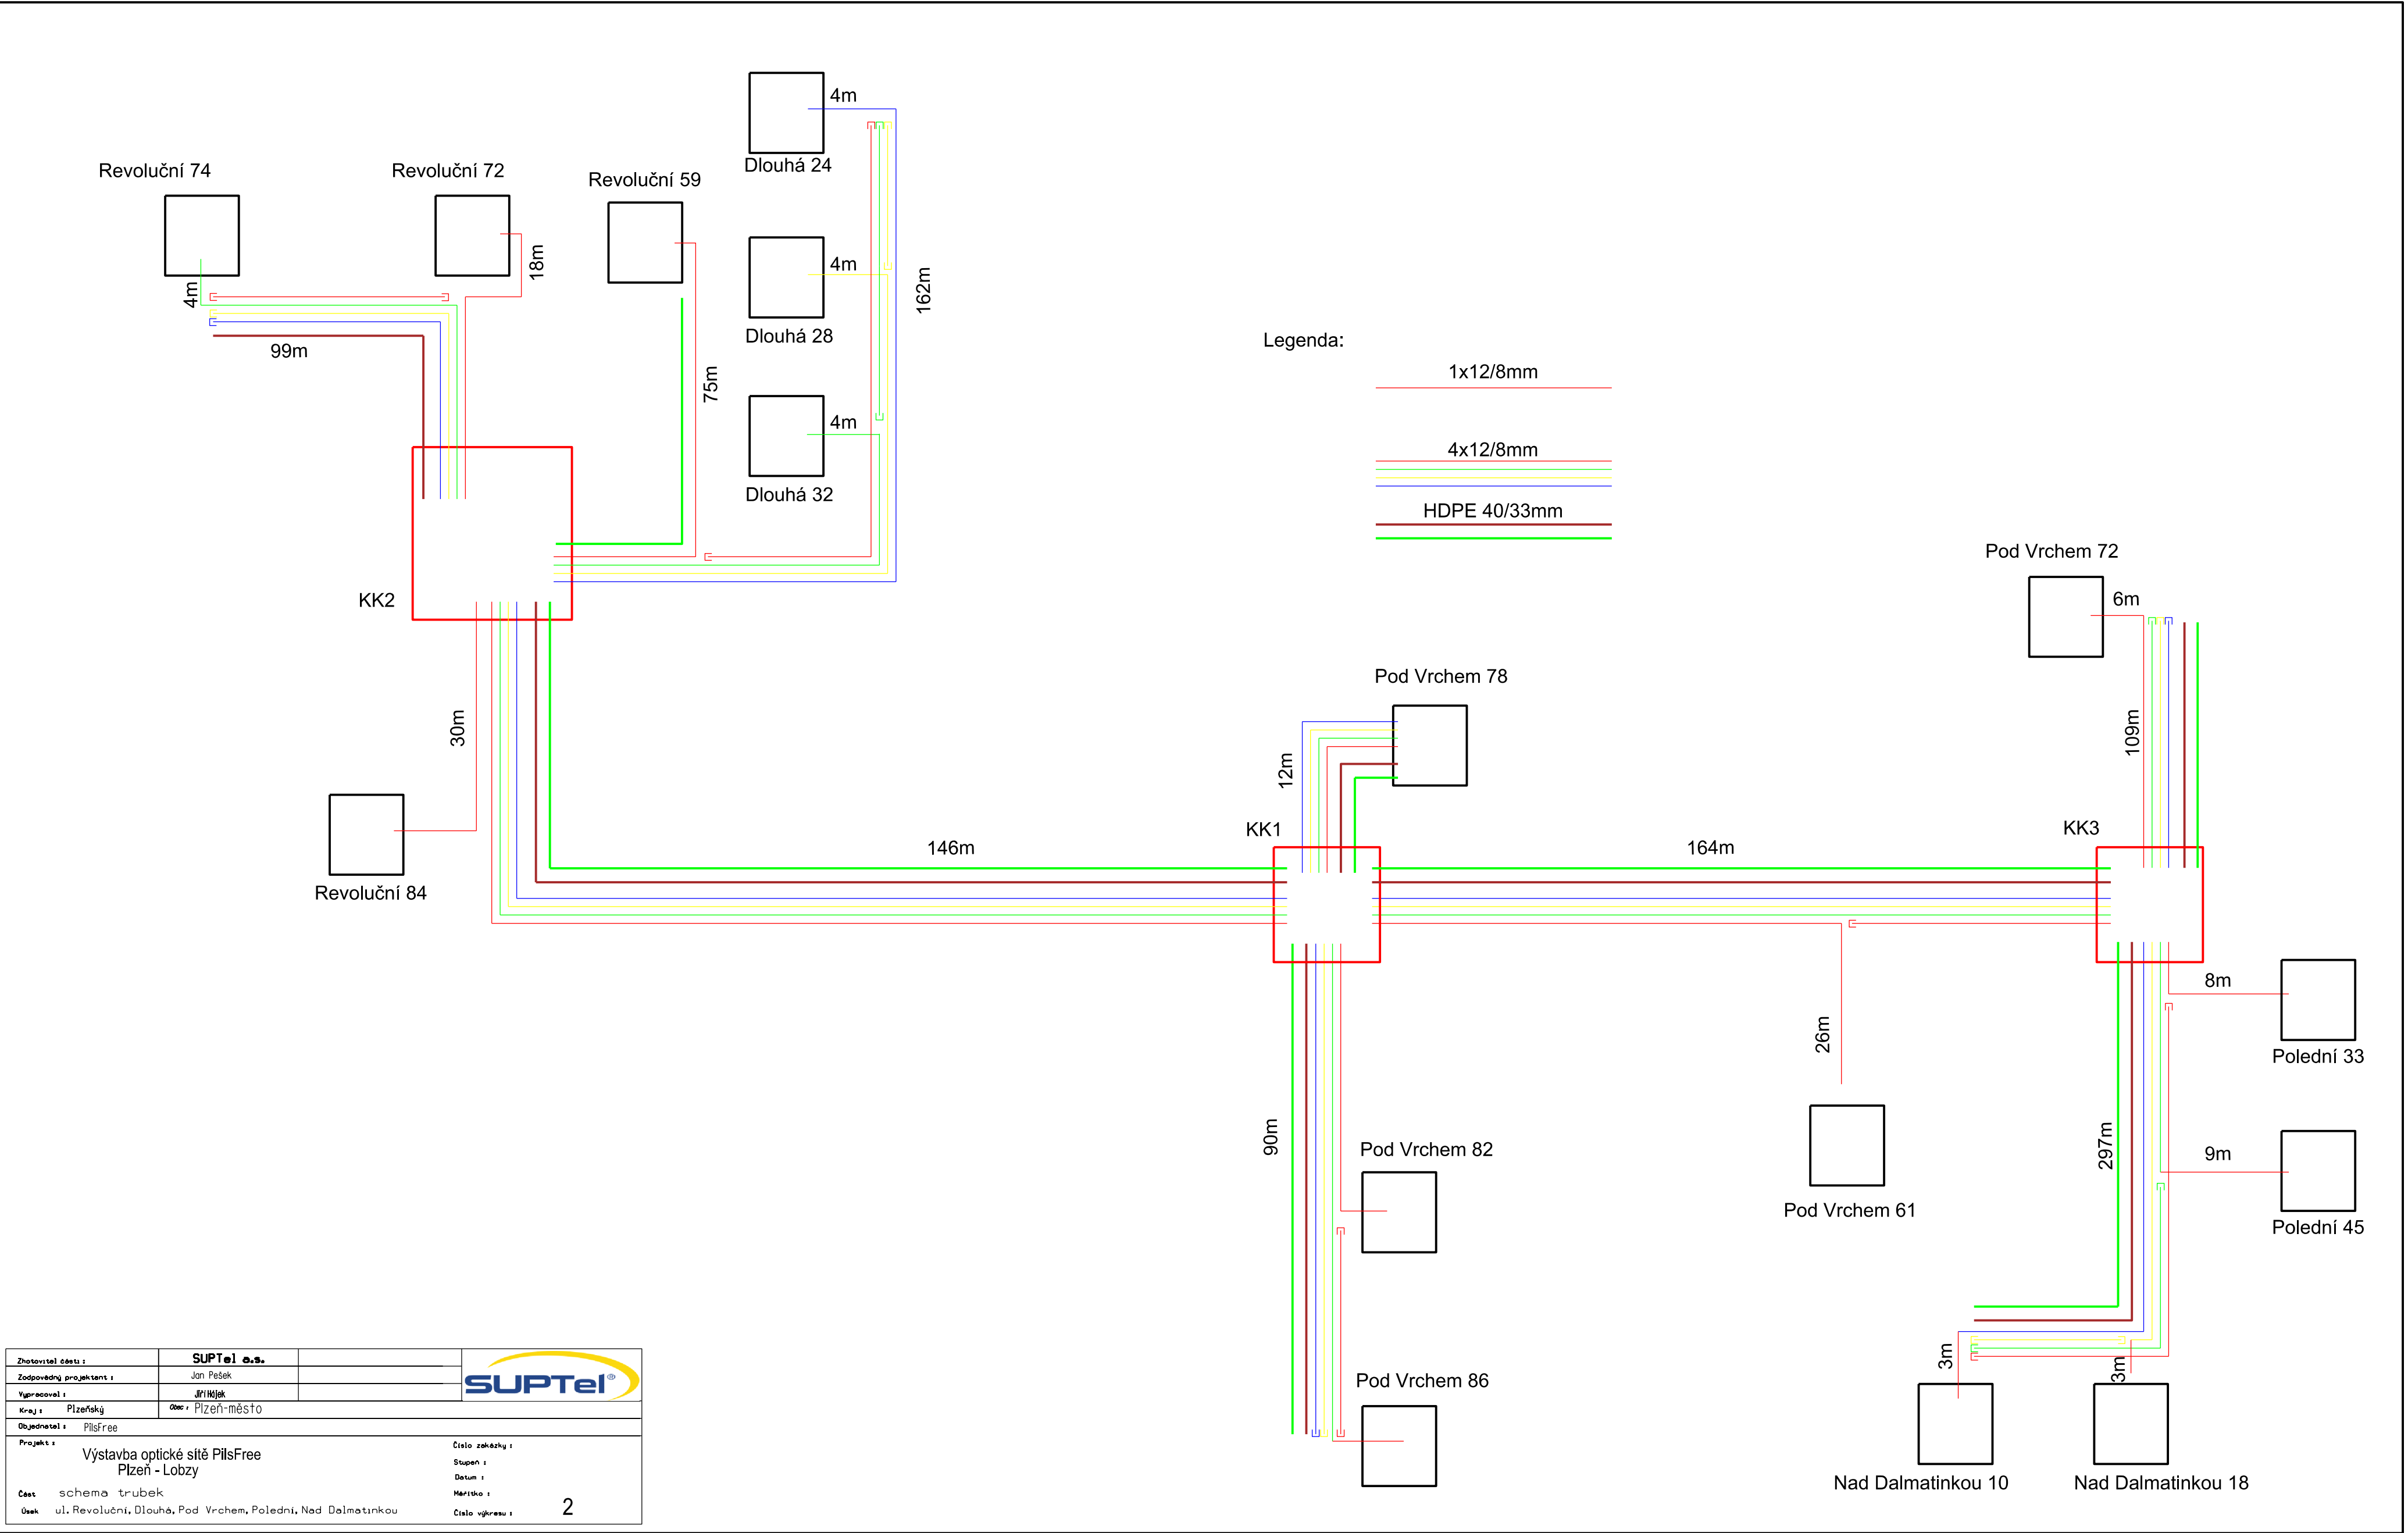 Dlouhá 24
4m
Revoluční 74
Revoluční 72
Revoluční 59
4m
18m
99m
Dlouhá 28
4m
162m
75m
Dlouhá 32
4m
Legenda:
1x12/8mm
4x12/8mm
HDPE 40/33mm
KK2
30m
Revoluční 84
146m
Pod Vrchem 78
12m
KK1
164m
Pod Vrchem 72
6m
109m
KK3
8m
Polední 33
9m
Polední 45
26m
Pod Vrchem 61
90m
Pod Vrchem 82
Pod Vrchem 86
297m
3m
3m
Nad Dalmatinkou 10
Nad Dalmatinkou 18
Zhotovitel části : SUPTel a.s.
SUPTel®
Zodpovědný projektant : Jan Pešek
Vypracoval : Jiří Hájek
Kraj : Plzeňský Obec : Plzeň-město
Objednatel : PilsFree
Projekt :
Výstavba optické sítě PilsFree
Plzeň - Lobzy
Číslo zakázky :
Stupeň :
Datum :
Část schema trubek
Měřítko :
Úsek ul. Revoluční, Dlouhá, Pod Vrchem, Polední, Nad Dalmatinkou
Číslo výkresu : 2